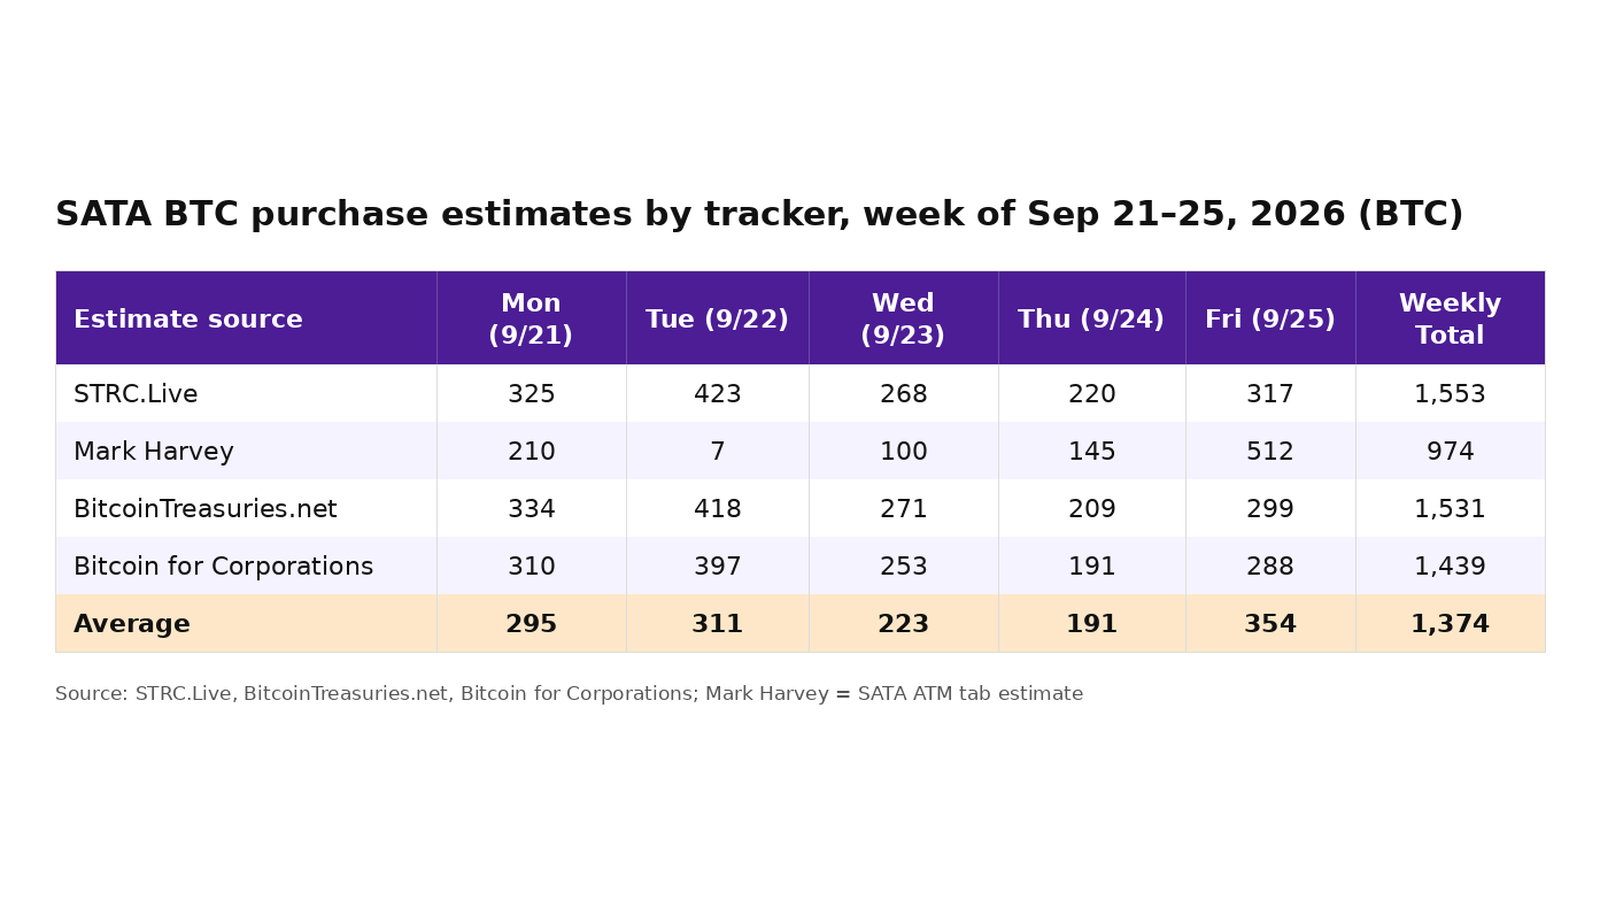 SATA BTC purchase estimates by tracker, week of Sep 21–25, 2026 (BTC)
Estimate source Mon (9/21) Tue (9/22) Wed (9/23) Thu (9/24) Fri (9/25) Weekly Total
STRC.Live 325 423 268 220 317 1,553
Mark Harvey 210 7 100 145 512 974
BitcoinTreasuries.net 334 418 271 209 299 1,531
Bitcoin for Corporations 310 397 253 191 288 1,439
Average 295 311 223 191 354 1,374
Source: STRC.Live, BitcoinTreasuries.net, Bitcoin for Corporations; Mark Harvey = SATA ATM tab estimate